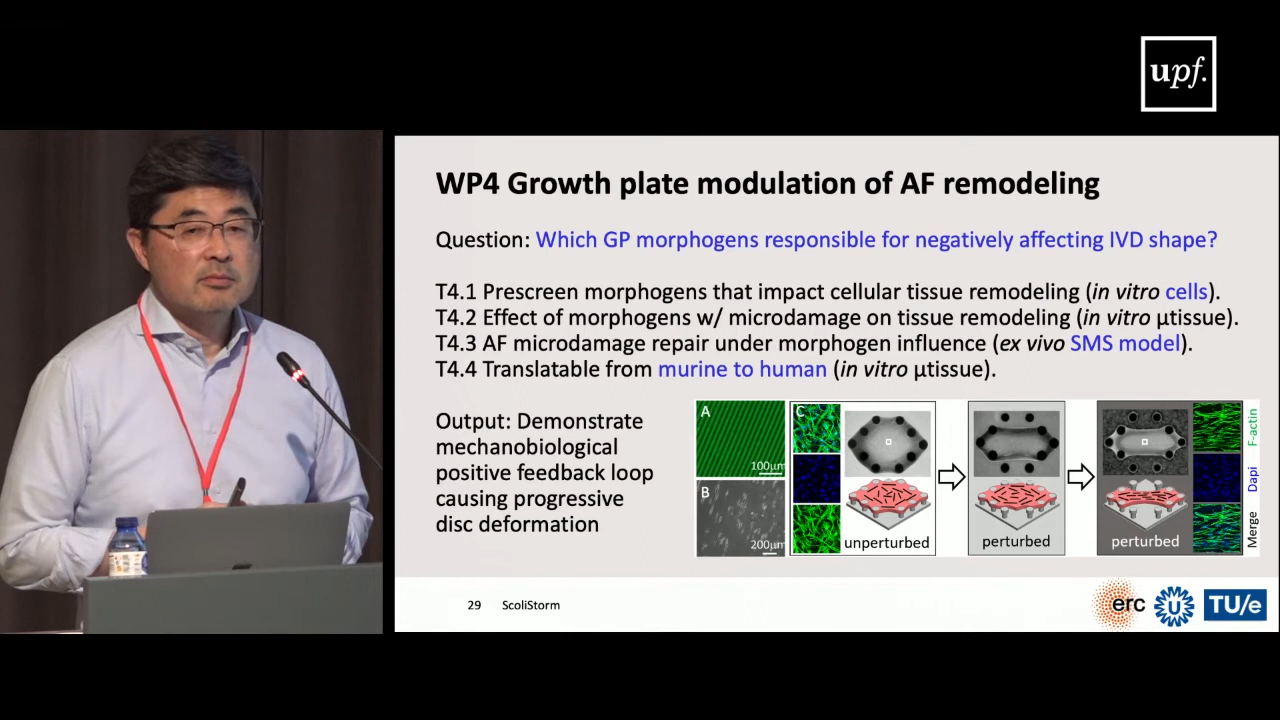 upf.
WP4 Growth plate modulation of AF remodeling
Question: Which GP morphogens responsible for negatively affecting IVD shape?
T4.1 Prescreen morphogens that impact cellular tissue remodeling (in vitro cells).
T4.2 Effect of morphogens w/ microdamage on tissue remodeling (in vitro µtissue).
T4.3 AF microdamage repair under morphogen influence (ex vivo SMS model).
T4.4 Translatable from murine to human (in vitro µtissue).
Output: Demonstrate
mechanobiological
positive feedback loop
causing progressive
disc deformation
A
100µm
B
200µm
C
unperturbed
perturbed
perturbed
F-actin
Dapi
Merge
29 ScoliStorm
erc
U
TU/e